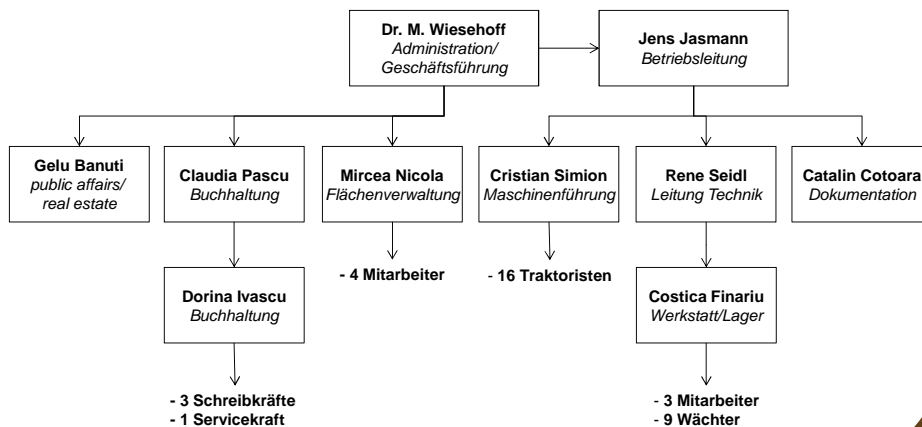 Dr. M. Wiesehoff
Administration/
Geschäftsführung
Jens Jasmann
Betriebsleitung
Gelu Banuti
public affairs/
real estate
Claudia Pascu
Buchhaltung
Mircea Nicola
Flächenverwaltung
Cristian Simion
Maschinenführung
Rene Seidl
Leitung Technik
Catalin Cotoara
Dokumentation
- 4 Mitarbeiter
- 16 Traktoristen
Dorina Ivascu
Buchhaltung
Costica Finariu
Werkstatt/Lager
- 3 Schreibkräfte
- 1 Servicekraft
- 3 Mitarbeiter
- 9 Wächter